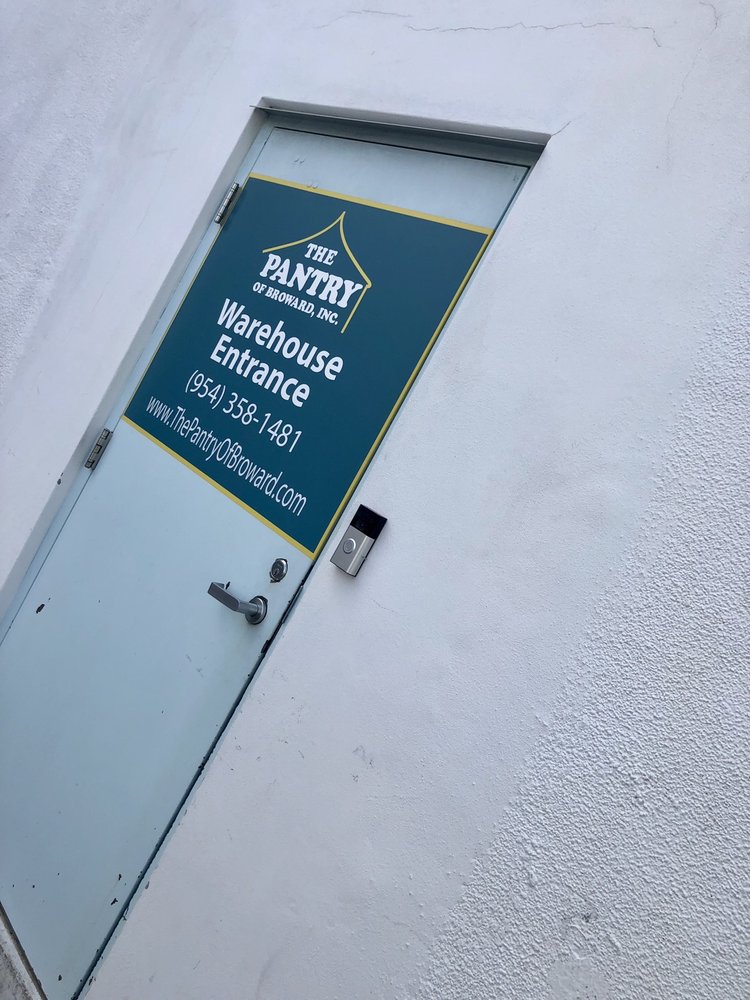 THE
PANTRY
OF BROWARD, INC.
Warehouse
Entrance
(954) 358-1481
www.ThePantryOfBroward.com